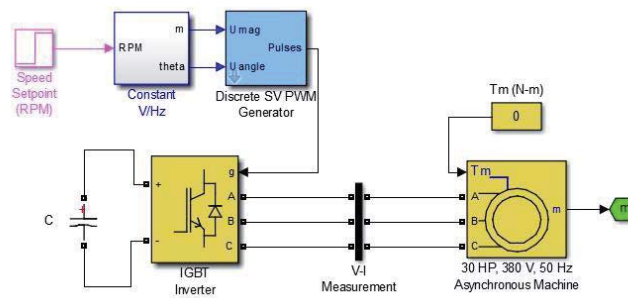 m
Umag
RPM
Pulses
theta
Uangle
Speed
Setpoint
(RPM)
Constant
V/Hz
Discrete SV PWM
Generator
Tm (N-m)
0
g
+
A
Tm
A
C
B
B
m
m
-
C
C
IGBT
Inverter
V-I
Measurement
30 HP, 380 V, 50 Hz
Asynchronous Machine